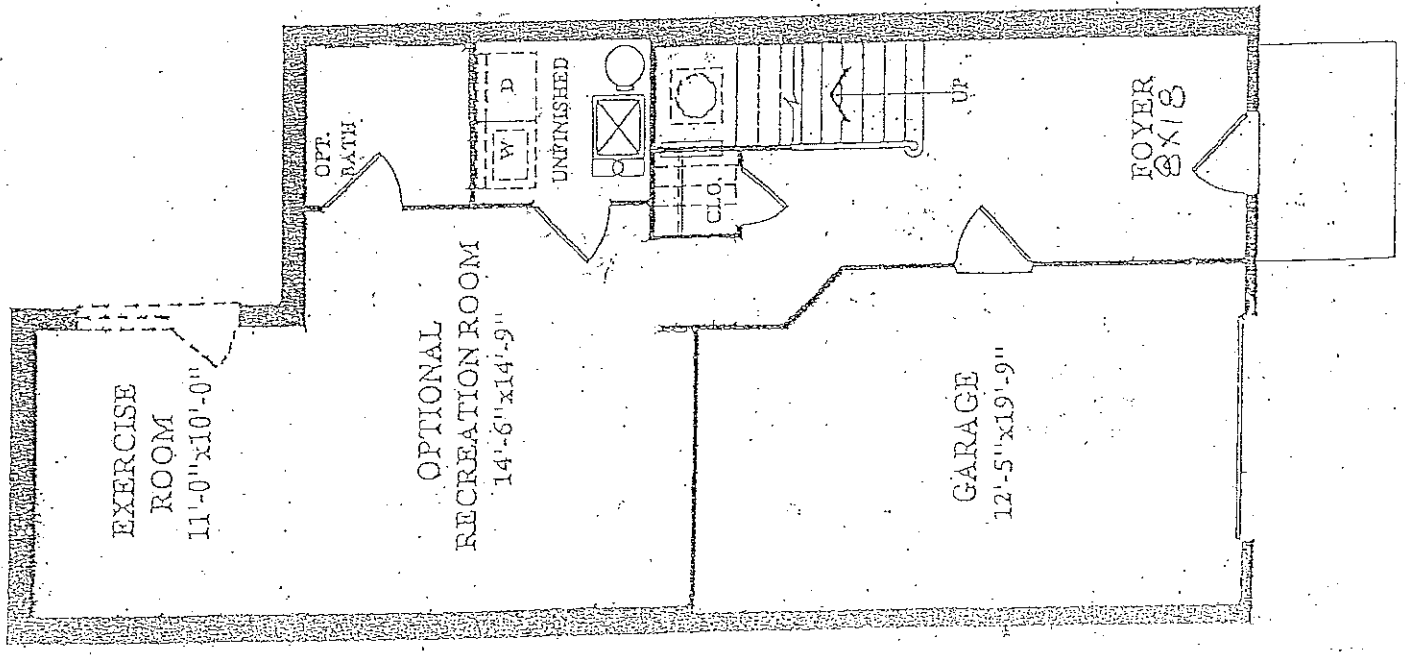 EXERCISE
ROOM
11'-0"x10'-0"
OPT.
BATH
W
D
UNFINISHED
OPTIONAL
RECREATION ROOM
14'-6"x14'-9"
CLO.
UP
FOYER
8X18
GARAGE
12'-5"x19'-9"